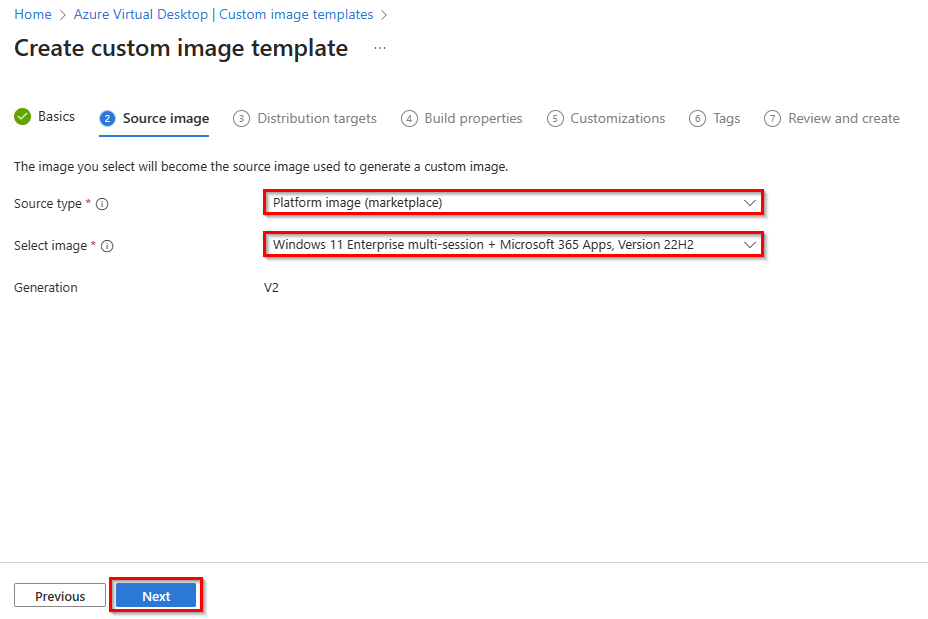 Home > Azure Virtual Desktop | Custom image templates >
Create custom image template ...
Basics 2 Source image 3 Distribution targets 4 Build properties 5 Customizations 6 Tags 7 Review and create
The image you select will become the source image used to generate a custom image.
Source type * Platform image (marketplace)
Select image * Windows 11 Enterprise multi-session + Microsoft 365 Apps, Version 22H2
Generation V2
Previous Next